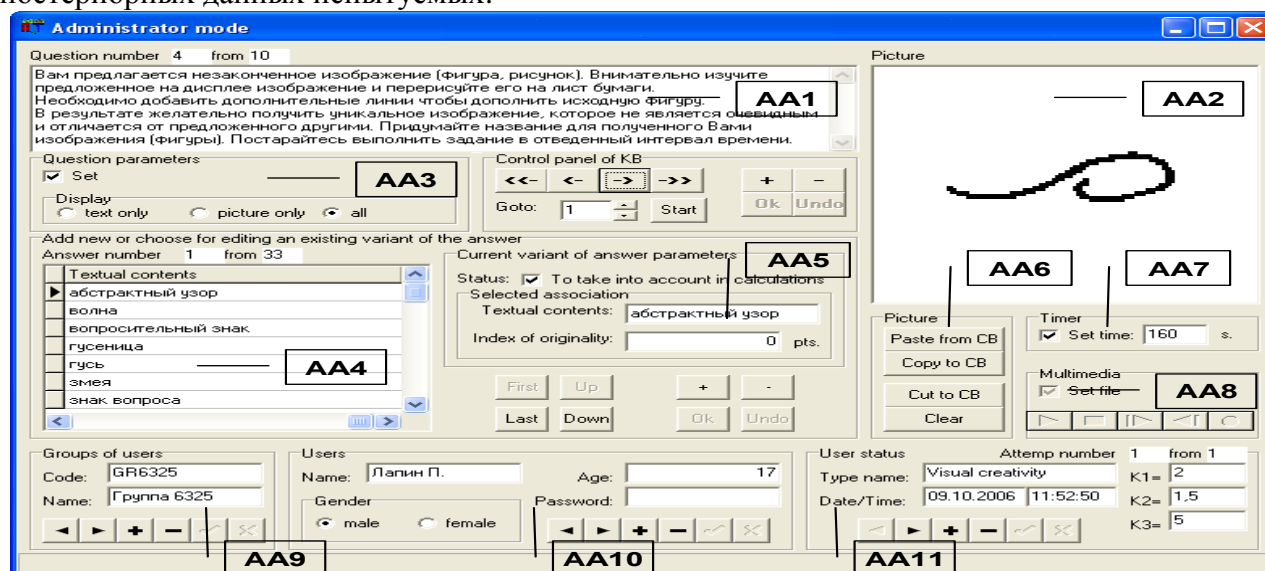 постериорных данных испытуемых.
Administrator mode
Question number 4 from 10
Вам предлагается незаконченное изображение (фигура, рисунок). Внимательно изучите
предложенное на дисплее изображение и перерисуйте его на лист бумаги.
Необходимо добавить дополнительные линии чтобы дополнить исходную фигуру.
В результате желательно получить уникальное изображение, которое не является очевидным
и отличается от предложенного другими. Придумайте название для полученного Вами
изображения (фигуры). Постарайтесь выполнить задание в отведенный интервал времени.
AA1
Picture
AA2
Question parameters
Set
AA3
Display
text only picture only all
Control panel of KB
<<- <- -> ->> + -
Goto: 1 Start Ok Undo
Add new or choose for editing an existing variant of the answer
Answer number 1 from 33
Textual contents
абстрактный узор
волна
вопросительный знак
гусеница
гусь
змея
знак вопроса
AA4
Current variant of answer parameters
AA5
Status: To take into account in calculations
Selected association
Textual contents: абстрактный узор
Index of originality: 0 pts.
First Up + -
Last Down Ok Undo
AA6
AA7
Picture
Paste from CB
Copy to CB
Cut to CB
Clear
Timer
Set time: 160 s.
Multimedia
Set file
AA8
Groups of users
Code: GR6325
Name: Группа 6325
AA9
Users
Name: Лапин П. Age: 17
Gender
male female
Password:
AA10
User status Attemp number 1 from 1
Type name: Visual creativity K1= 2
Date/Time: 09.10.2006 11:52:50 K2= 1,5
K3= 5
AA11